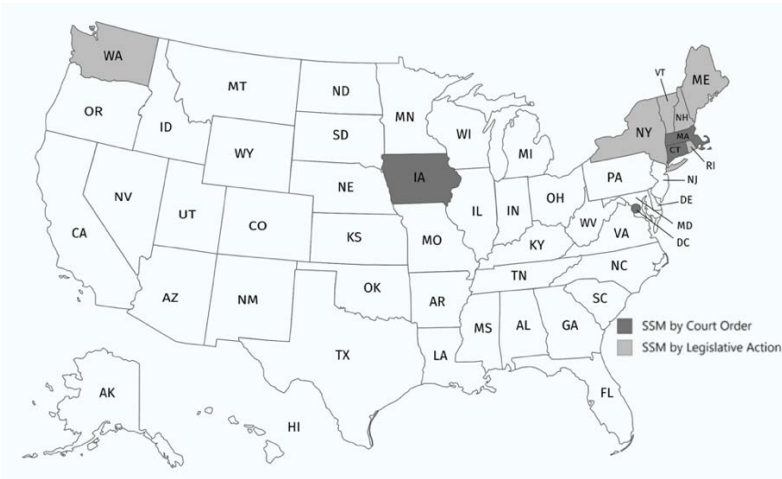 WA
MT
ND
MN
VT
ME
OR
ID
SD
WI
MI
NH
NY
MA
CT
RI
WY
NE
IA
PA
NJ
NV
UT
CO
IL
IN
OH
DE
WV
MD
VA
DC
CA
KS
MO
KY
NC
TN
AZ
NM
OK
AR
SC
MS
AL
GA
SSM by Court Order
SSM by Legislative Action
TX
LA
AK
FL
HI